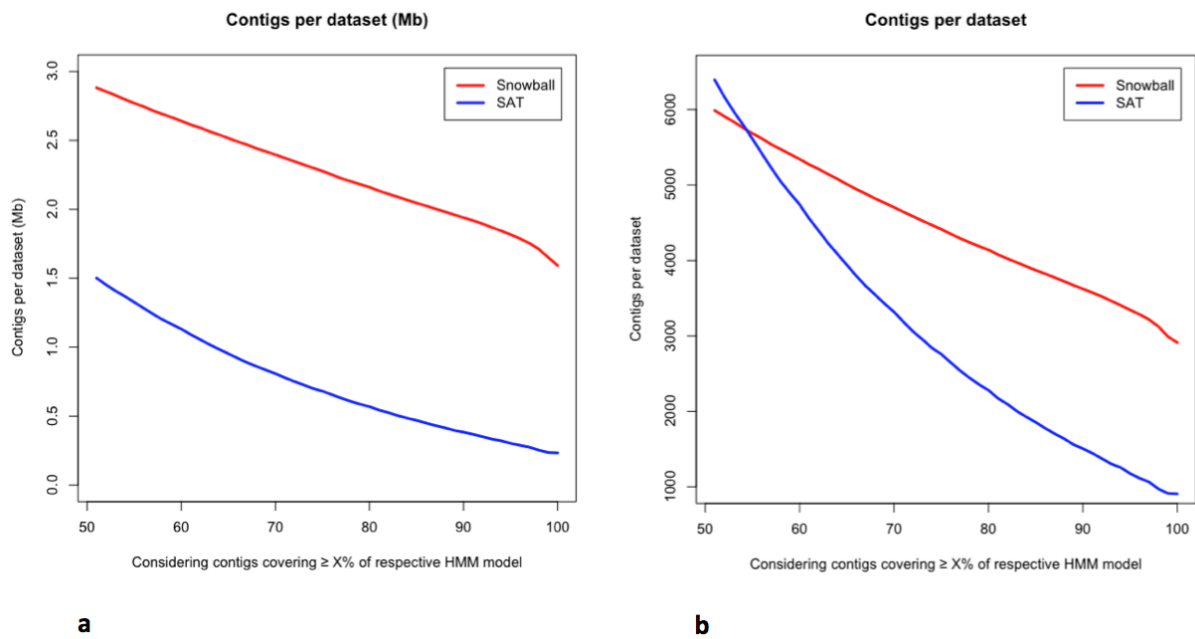 Contigs per dataset (Mb)
Contigs per dataset (Mb)
3.0
2.5
2.0
1.5
1.0
0.5
0.0
Snowball
SAT
50 60 70 80 90 100
Considering contigs covering ≥ X% of respective HMM model
a
Contigs per dataset
Contigs per dataset
6000
5000
4000
3000
2000
1000
Snowball
SAT
50 60 70 80 90 100
Considering contigs covering ≥ X% of respective HMM model
b